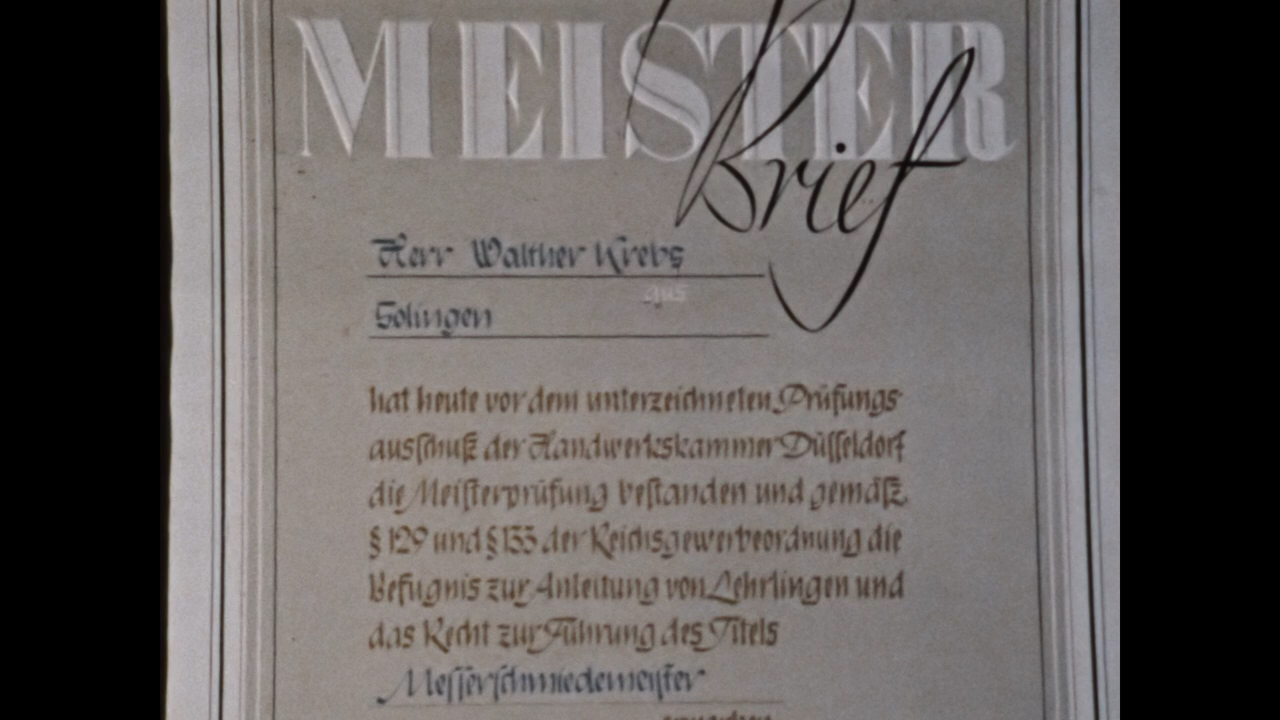 MEISTER
Brief
Herr Walther Krebs
aus
Solingen
hat heute vor dem unterzeichneten Prüfungs-
ausſchuß der Handwerkskammer Düſſeldorf
die Meiſterprüfung beſtanden und gemäß
§ 129 und § 133 der Reichsgewerbeordnung die
Befugnis zur Anleitung von Lehrlingen und
das Recht zur Führung des Titels
Meſſerſchmiedemeiſter